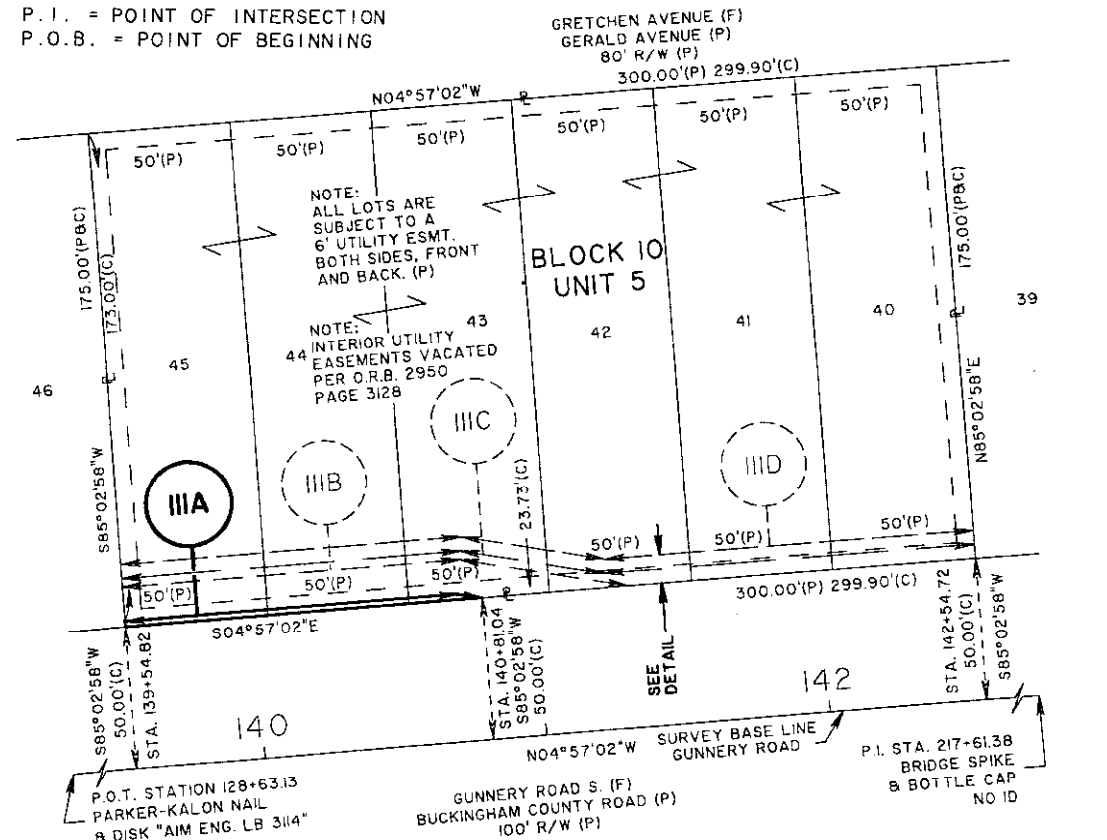 P.I. = POINT OF INTERSECTION
P.O.B. = POINT OF BEGINNING
GRETCHEN AVENUE (F)
GERALD AVENUE (P)
80' R/W (P)
300.00'(P) 299.90'(C)
N04°57'02"W
PL
50'(P)
50'(P)
50'(P)
50'(P)
50'(P)
50'(P)
175.00'(P&C)
173.00'(C)
PL
S85°02'58"W
NOTE:
ALL LOTS ARE
SUBJECT TO A
6' UTILITY ESMT.
BOTH SIDES, FRONT
AND BACK. (P)
BLOCK 10
UNIT 5
175.00'(P&C)
PL
N85°02'58"E
NOTE:
INTERIOR UTILITY
EASEMENTS VACATED
PER O.R.B. 2950
PAGE 3128
46
45
44
43
42
41
40
39
111A
111B
111C
111D
23.73'(C)
50'(P)
50'(P)
50'(P)
50'(P)
50'(P)
50'(P)
S04°57'02"E
PL
300.00'(P) 299.90'(C)
S85°02'58"W
50.00'(C)
STA. 139+54.82
STA. 140+81.04
S85°02'58"W
50.00'(C)
SEE
DETAIL
STA. 142+54.72
50.00'(C)
S85°02'58"W
140
142
N04°57'02"W
SURVEY BASE LINE
GUNNERY ROAD
P.O.T. STATION 128+63.13
PARKER-KALON NAIL
& DISK "AIM ENG. LB 3114"
GUNNERY ROAD S. (F)
BUCKINGHAM COUNTY ROAD (P)
100' R/W (P)
P.I. STA. 217+61.38
BRIDGE SPIKE
& BOTTLE CAP
NO ID